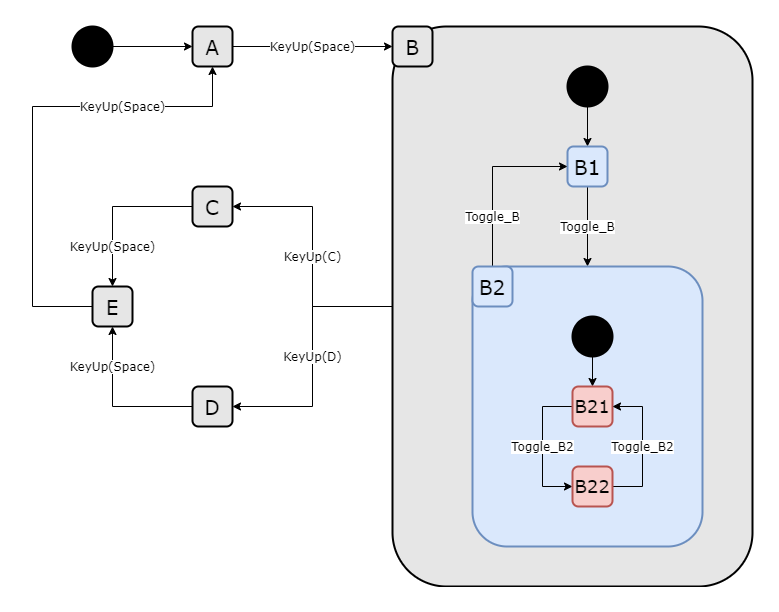 A
KeyUp(Space)
B
KeyUp(Space)
B1
C
Toggle_B
Toggle_B
KeyUp(Space)
KeyUp(C)
B2
E
KeyUp(D)
KeyUp(Space)
D
B21
Toggle_B2
Toggle_B2
B22